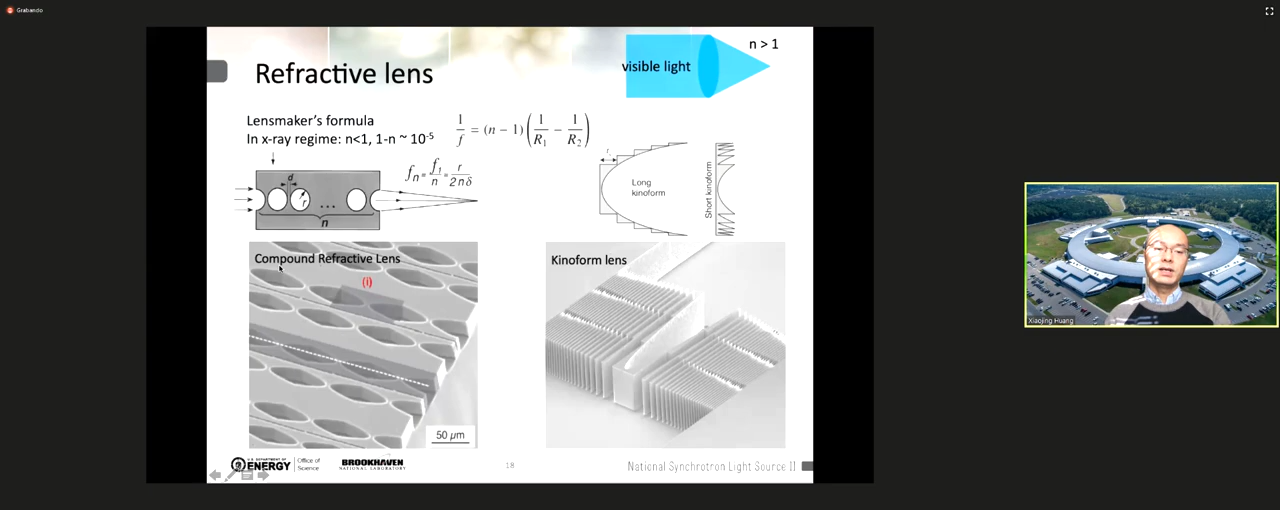 Grabando
Refractive lens
visible light
n > 1
Lensmaker's formula
In x-ray regime: n<1, 1-n ~ 10⁻⁵
1/f = (n − 1)(1/R₁ − 1/R₂)
d
r
...
n
fₙ = f₁/n = r/2nδ
Long
kinoform
Short kinoform
Compound Refractive Lens
(i)
50 µm
Kinoform lens
U.S. DEPARTMENT OF
ENERGY
Office of
Science
BROOKHAVEN
NATIONAL LABORATORY
18
National Synchrotron Light Source II
Xiaojing Huang